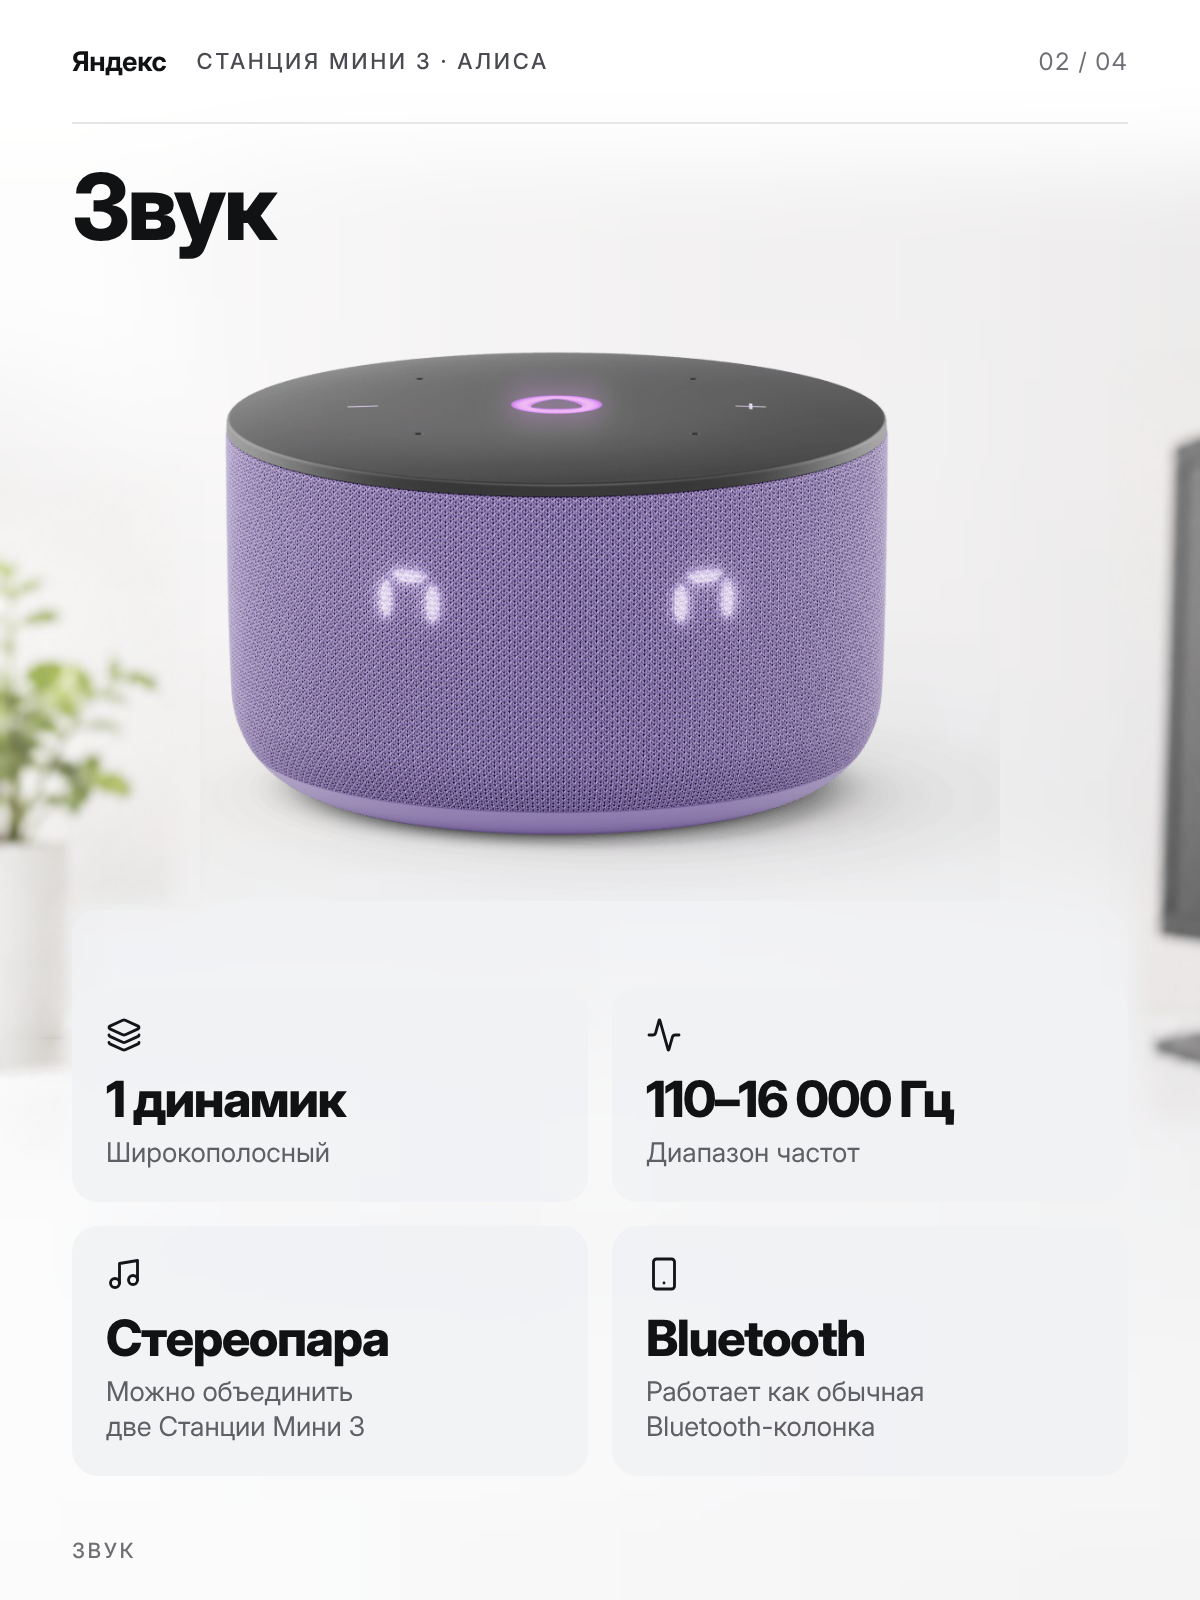 Яндекс СТАНЦИЯ МИНИ 3 · АЛИСА 02 / 04
Звук
1 динамик
Широкополосный
110–16 000 Гц
Диапазон частот
Стереопара
Можно объединить
две Станции Мини 3
Bluetooth
Работает как обычная
Bluetooth-колонка
ЗВУК